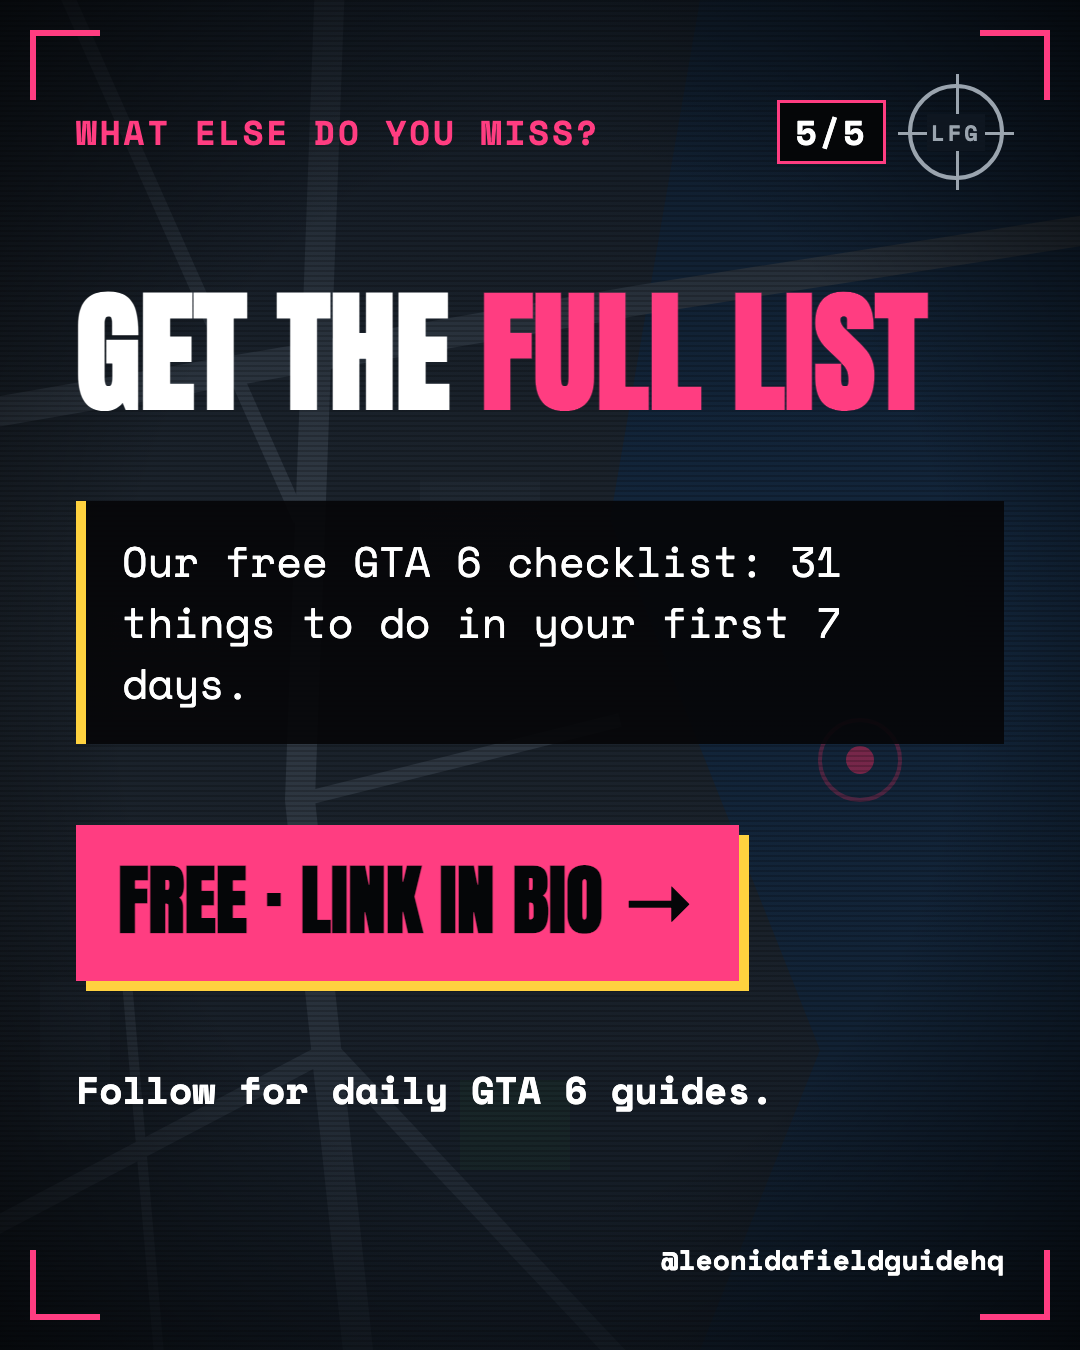 WHAT ELSE DO YOU MISS?
5/5
LFG
GET THE FULL LIST
Our free GTA 6 checklist: 31
things to do in your first 7
days.
FREE · LINK IN BIO →
Follow for daily GTA 6 guides.
@leonidafieldguidehq